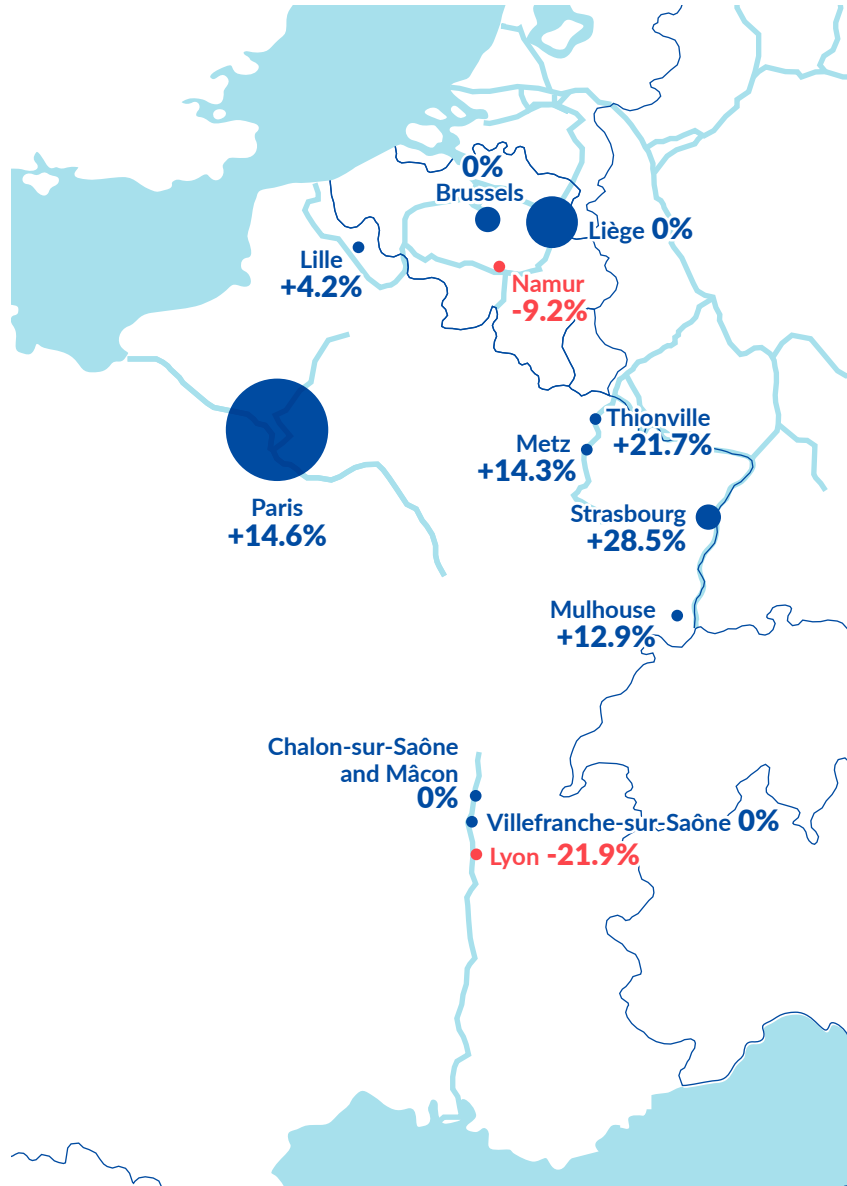 0%
Brussels
Liège 0%
Lille
+4.2%
Namur
-9.2%
Thionville
+21.7%
Metz
+14.3%
Paris
+14.6%
Strasbourg
+28.5%
Mulhouse
+12.9%
Chalon-sur-Saône
and Mâcon
0%
Villefranche-sur-Saône 0%
Lyon -21.9%